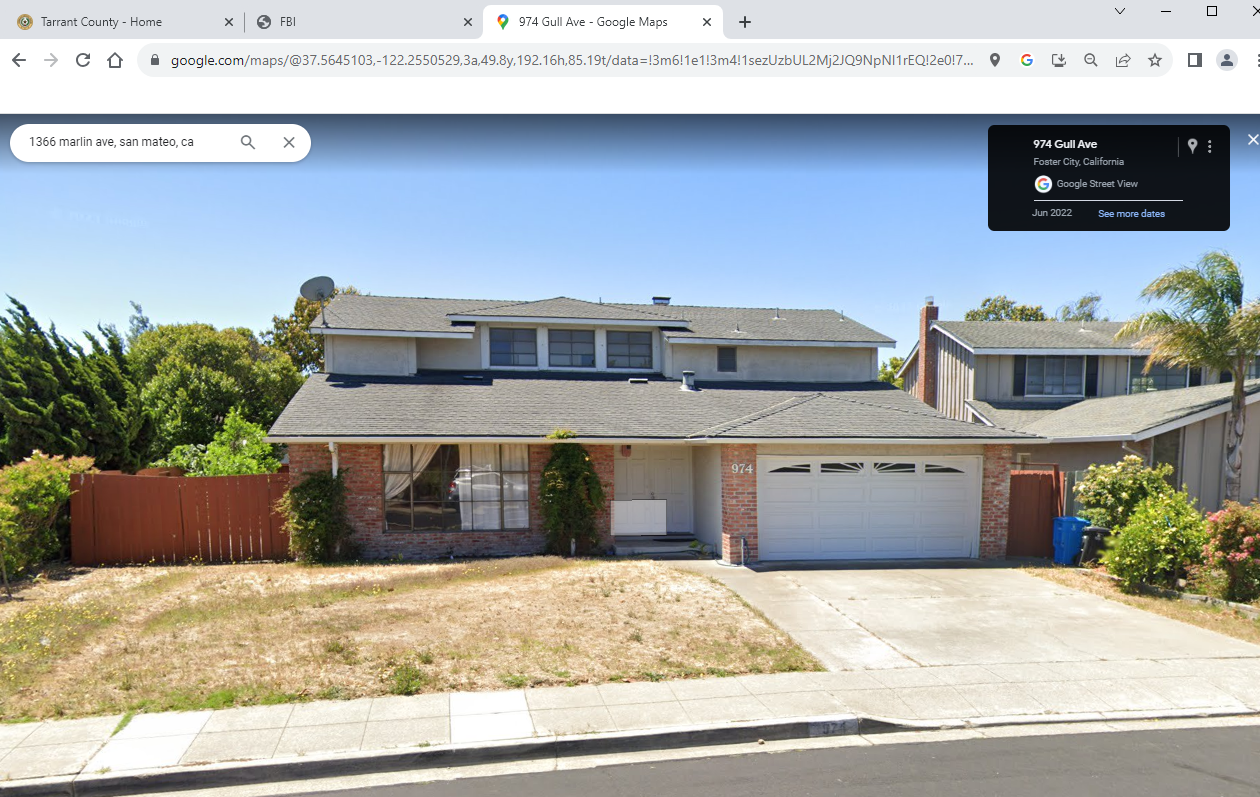 Tarrant County - Home
FBI
974 Gull Ave - Google Maps
google.com/maps/@37.5645103,-122.2550529,3a,49.8y,192.16h,85.19t/data=!3m6!1e1!3m4!1sezUzbUL2Mj2JQ9NpNI1rEQ!2e0!7...
1366 marlin ave, san mateo, ca
974 Gull Ave
Foster City, California
Google Street View
Jun 2022
See more dates
974
974